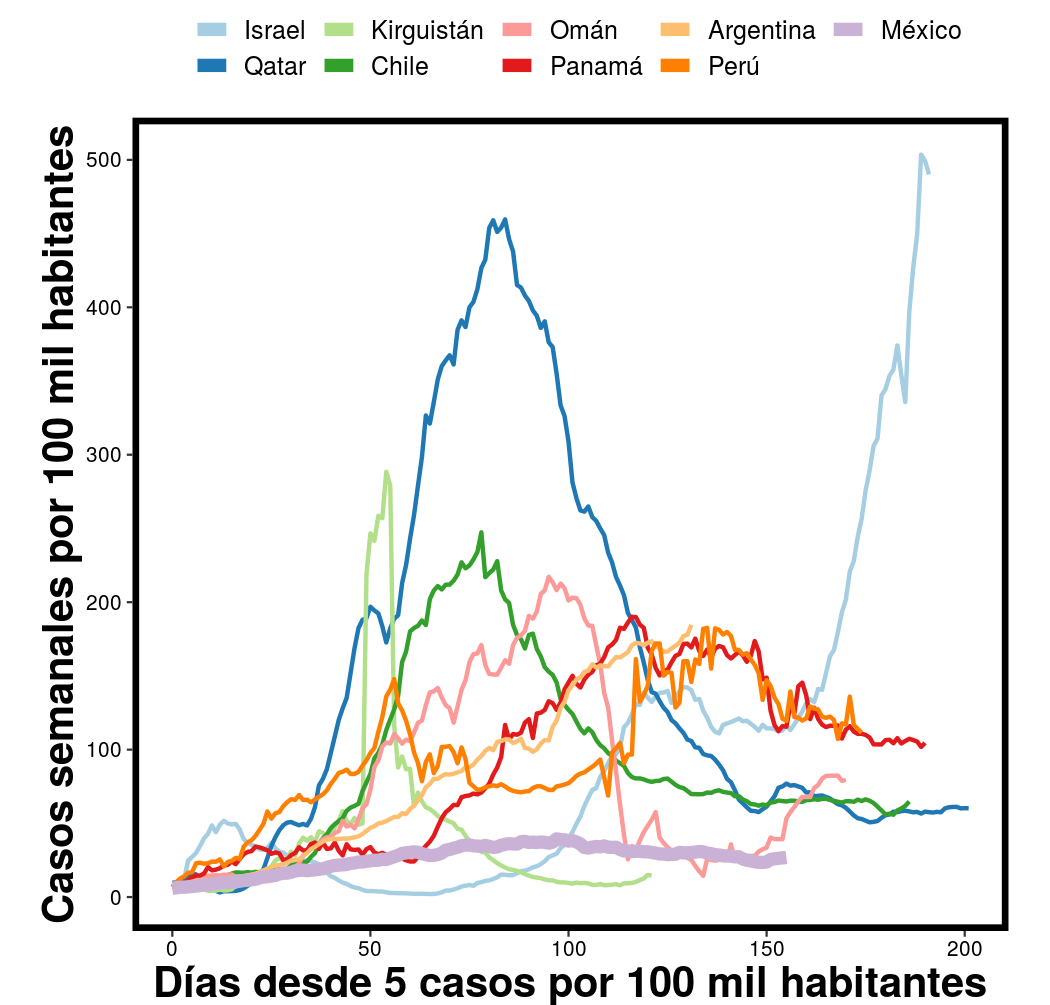 Israel Kirguistán Omán Argentina México
Qatar Chile Panamá Perú
Casos semanales por 100 mil habitantes
500
400
300
200
100
0
0 50 100 150 200
Días desde 5 casos por 100 mil habitantes